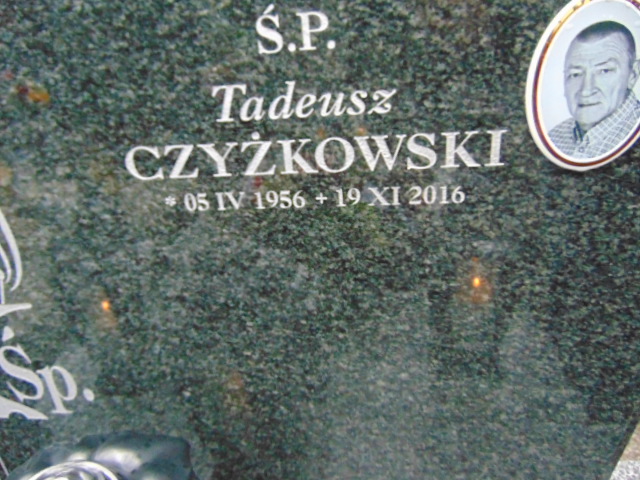 Ś.P.
Tadeusz
CZYŻKOWSKI
* 05 IV 1956 + 19 XI 2016
Śp.